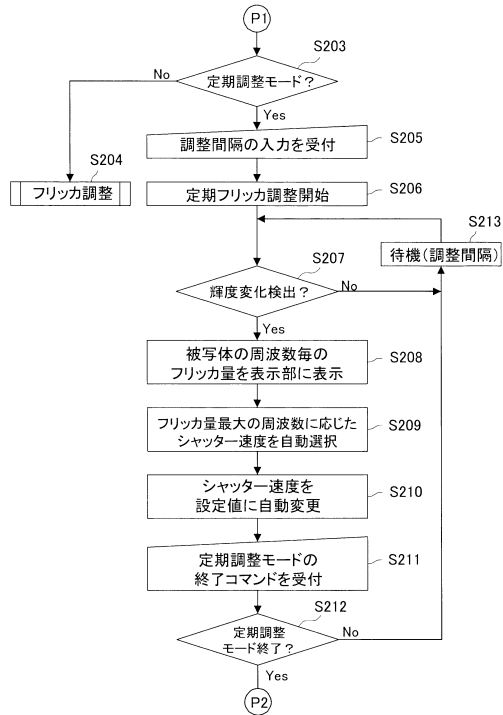 P1
S203
定期調整モード？
No
Yes
S205
調整間隔の入力を受付
S204
フリッカ調整
S206
定期フリッカ調整開始
S213
待機(調整間隔)
S207
輝度変化検出？
No
Yes
S208
被写体の周波数毎の
フリッカ量を表示部に表示
S209
フリッカ量最大の周波数に応じた
シャッター速度を自動選択
S210
シャッター速度を
設定値に自動変更
S211
定期調整モードの
終了コマンドを受付
S212
定期調整
モード終了？
No
Yes
P2